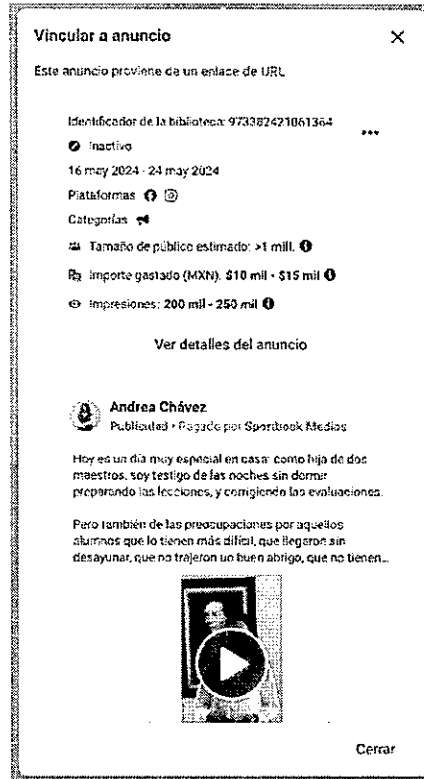 Vincular a anuncio
Este anuncio proviene de un enlace de URL
Identificador de la biblioteca: 973382421061364
Inactivo
16 may 2024 - 24 may 2024
Plataformas
Categorías
Tamaño de público estimado: >1 mill.
Importe gastado (MXN): $10 mil - $15 mil
Impresiones: 200 mil - 250 mil
Ver detalles del anuncio
Andrea Chávez
Publicidad • Pagado por Sportbook Medios
Hoy es un día muy especial en casa: como hija de dos
maestros, soy testigo de las noches sin dormir
preparando las lecciones, y corrigiendo las evaluaciones.
Pero también de las preocupaciones por aquellos
alumnos que lo tienen más difícil, que llegaron sin
desayunar, que no trajeron un buen abrigo, que no tienen...
Cerrar